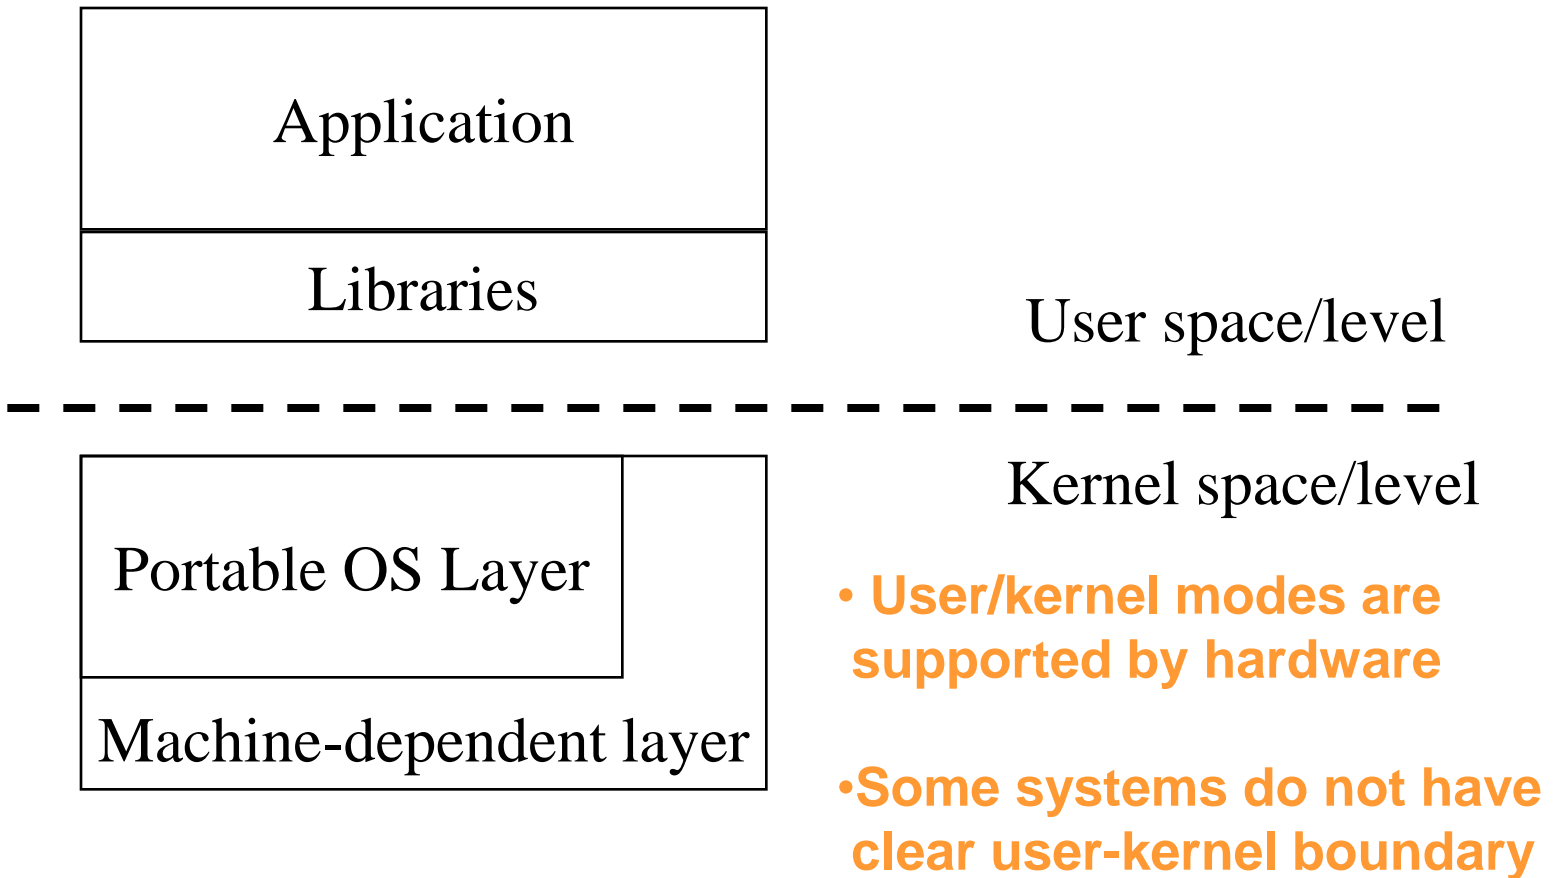 Application
Libraries
User space/level
Kernel space/level
Portable OS Layer
Machine-dependent layer
• User/kernel modes are
supported by hardware
•Some systems do not have
clear user-kernel boundary